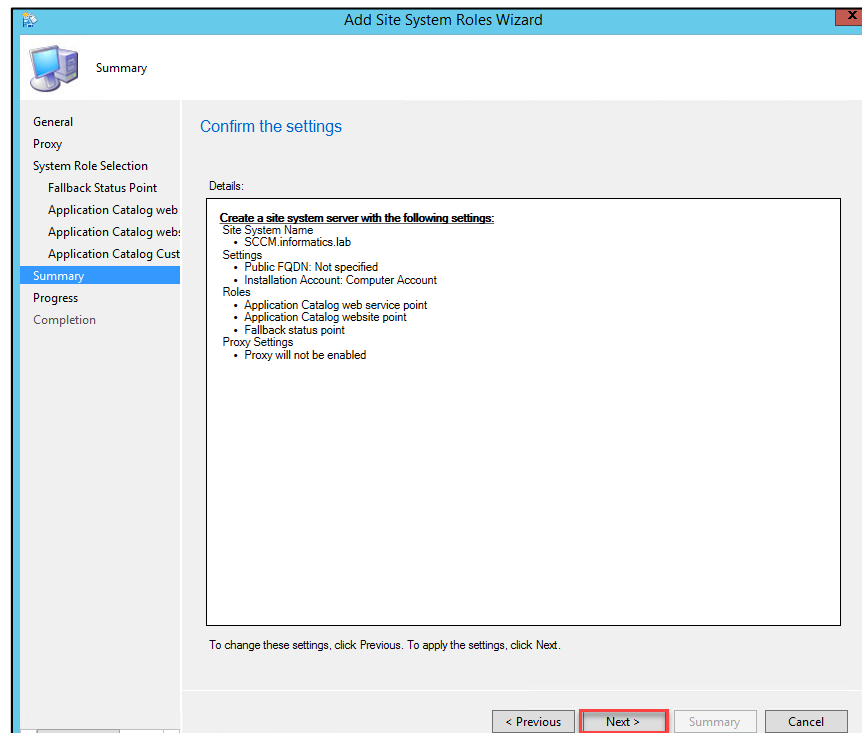 Add Site System Roles Wizard
X
Summary
General
Proxy
System Role Selection
Fallback Status Point
Application Catalog web
Application Catalog webs
Application Catalog Cust
Summary
Progress
Completion
Confirm the settings
Details:
Create a site system server with the following settings:
Site System Name
• SCCM.informatics.lab
Settings
• Public FQDN: Not specified
• Installation Account: Computer Account
Roles
• Application Catalog web service point
• Application Catalog website point
• Fallback status point
Proxy Settings
• Proxy will not be enabled
To change these settings, click Previous. To apply the settings, click Next.
< Previous
Next >
Summary
Cancel